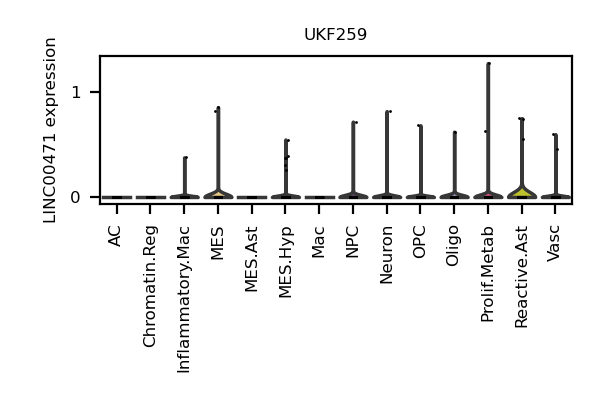 UKF259
LINC00471 expression
1
0
AC
Chromatin.Reg
Inflammatory.Mac
MES
MES.Ast
MES.Hyp
Mac
NPC
Neuron
OPC
Oligo
Prolif.Metab
Reactive.Ast
Vasc